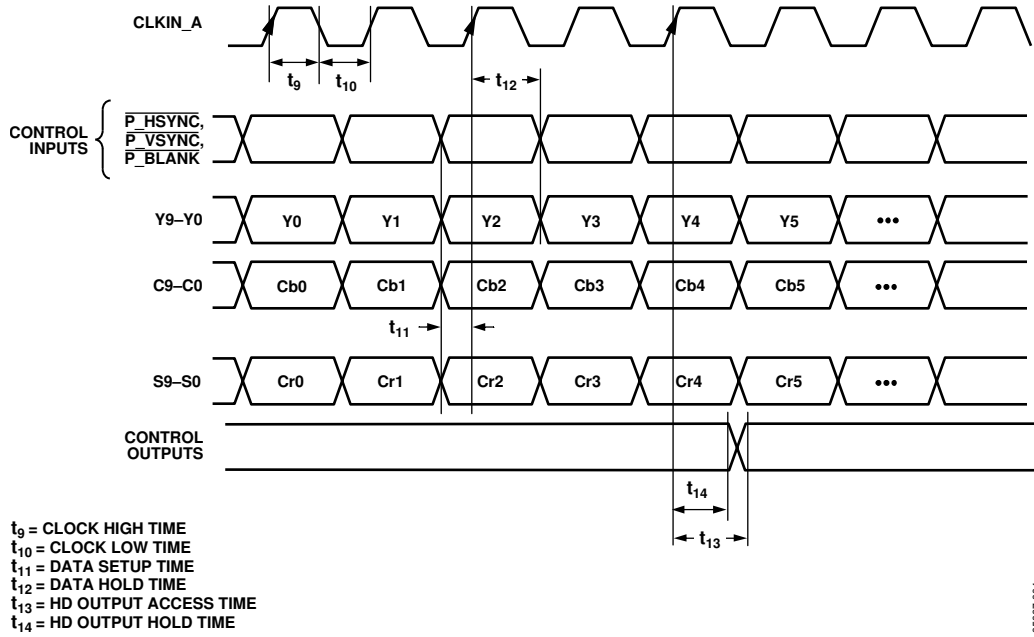 CLKIN_A
t9
t10
t12
CONTROL INPUTS
P_HSYNC,
P_VSYNC,
P_BLANK
Y9–Y0
Y0 Y1 Y2 Y3 Y4 Y5 •••
C9–C0
Cb0 Cb1 Cb2 Cb3 Cb4 Cb5 •••
t11
S9–S0
Cr0 Cr1 Cr2 Cr3 Cr4 Cr5 •••
CONTROL
OUTPUTS
t14
t13
t9 = CLOCK HIGH TIME
t10 = CLOCK LOW TIME
t11 = DATA SETUP TIME
t12 = DATA HOLD TIME
t13 = HD OUTPUT ACCESS TIME
t14 = HD OUTPUT HOLD TIME